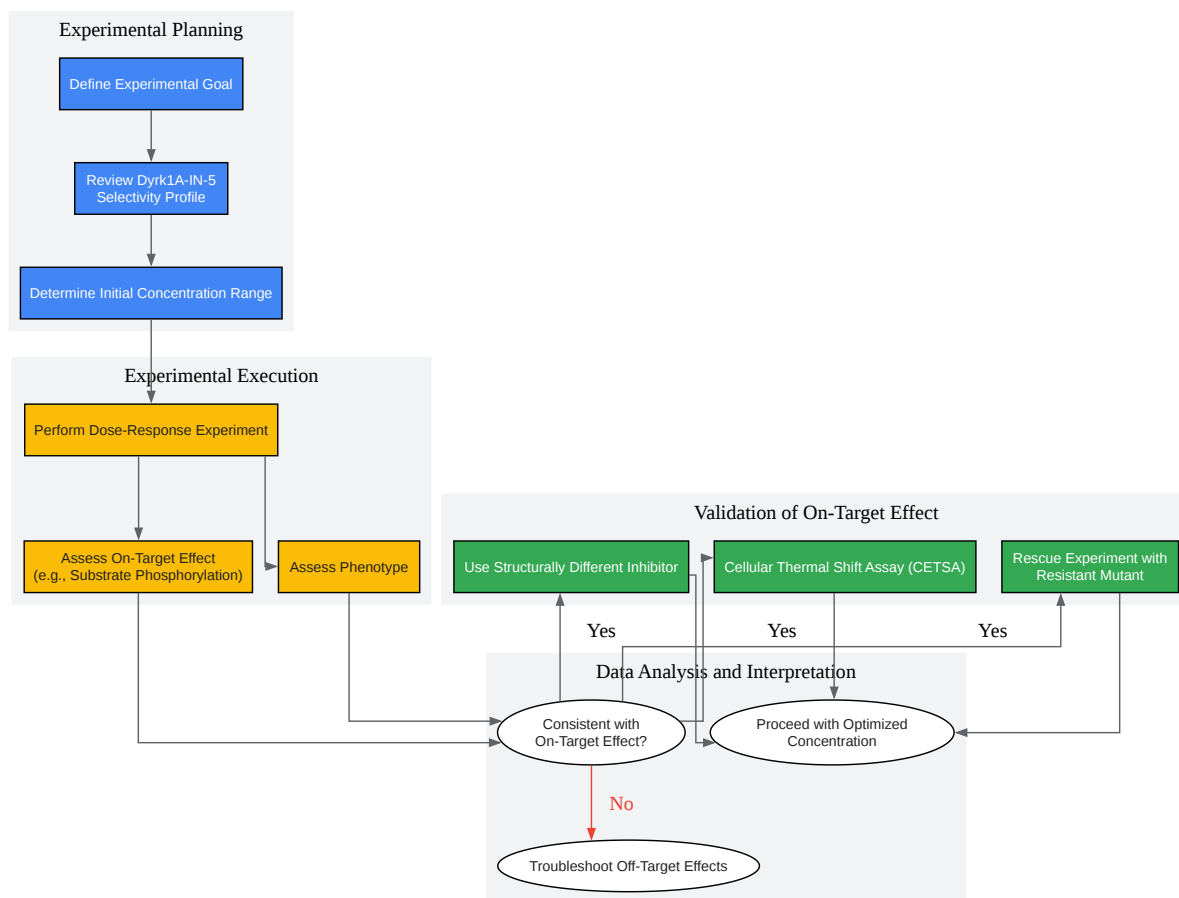 Experimental Planning
Define Experimental Goal
Review Dyrk1A-IN-5
Selectivity Profile
Determine Initial Concentration Range
Experimental Execution
Perform Dose-Response Experiment
Assess On-Target Effect
(e.g., Substrate Phosphorylation)
Assess Phenotype
Validation of On-Target Effect
Use Structurally Different Inhibitor
Cellular Thermal Shift Assay (CETSA)
Rescue Experiment with
Resistant Mutant
Yes
Yes
Yes
Data Analysis and Interpretation
Consistent with
On-Target Effect?
Proceed with Optimized
Concentration
No
Troubleshoot Off-Target Effects